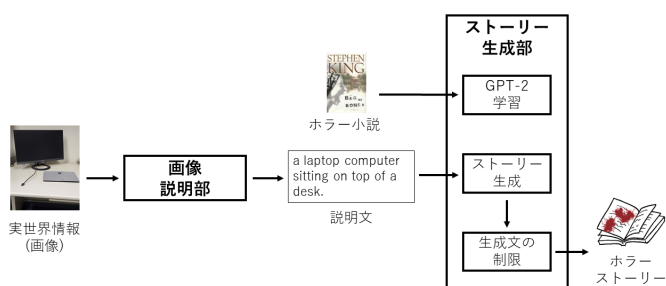 ストーリー
生成部
STEPHEN
KING
BAG OF
BONES
GPT-2
学習
ホラー小説
画像
説明部
a laptop computer
sitting on top of a
desk.
説明文
ストーリー
生成
実世界情報
(画像)
生成文の
制限
ホラー
ストーリー